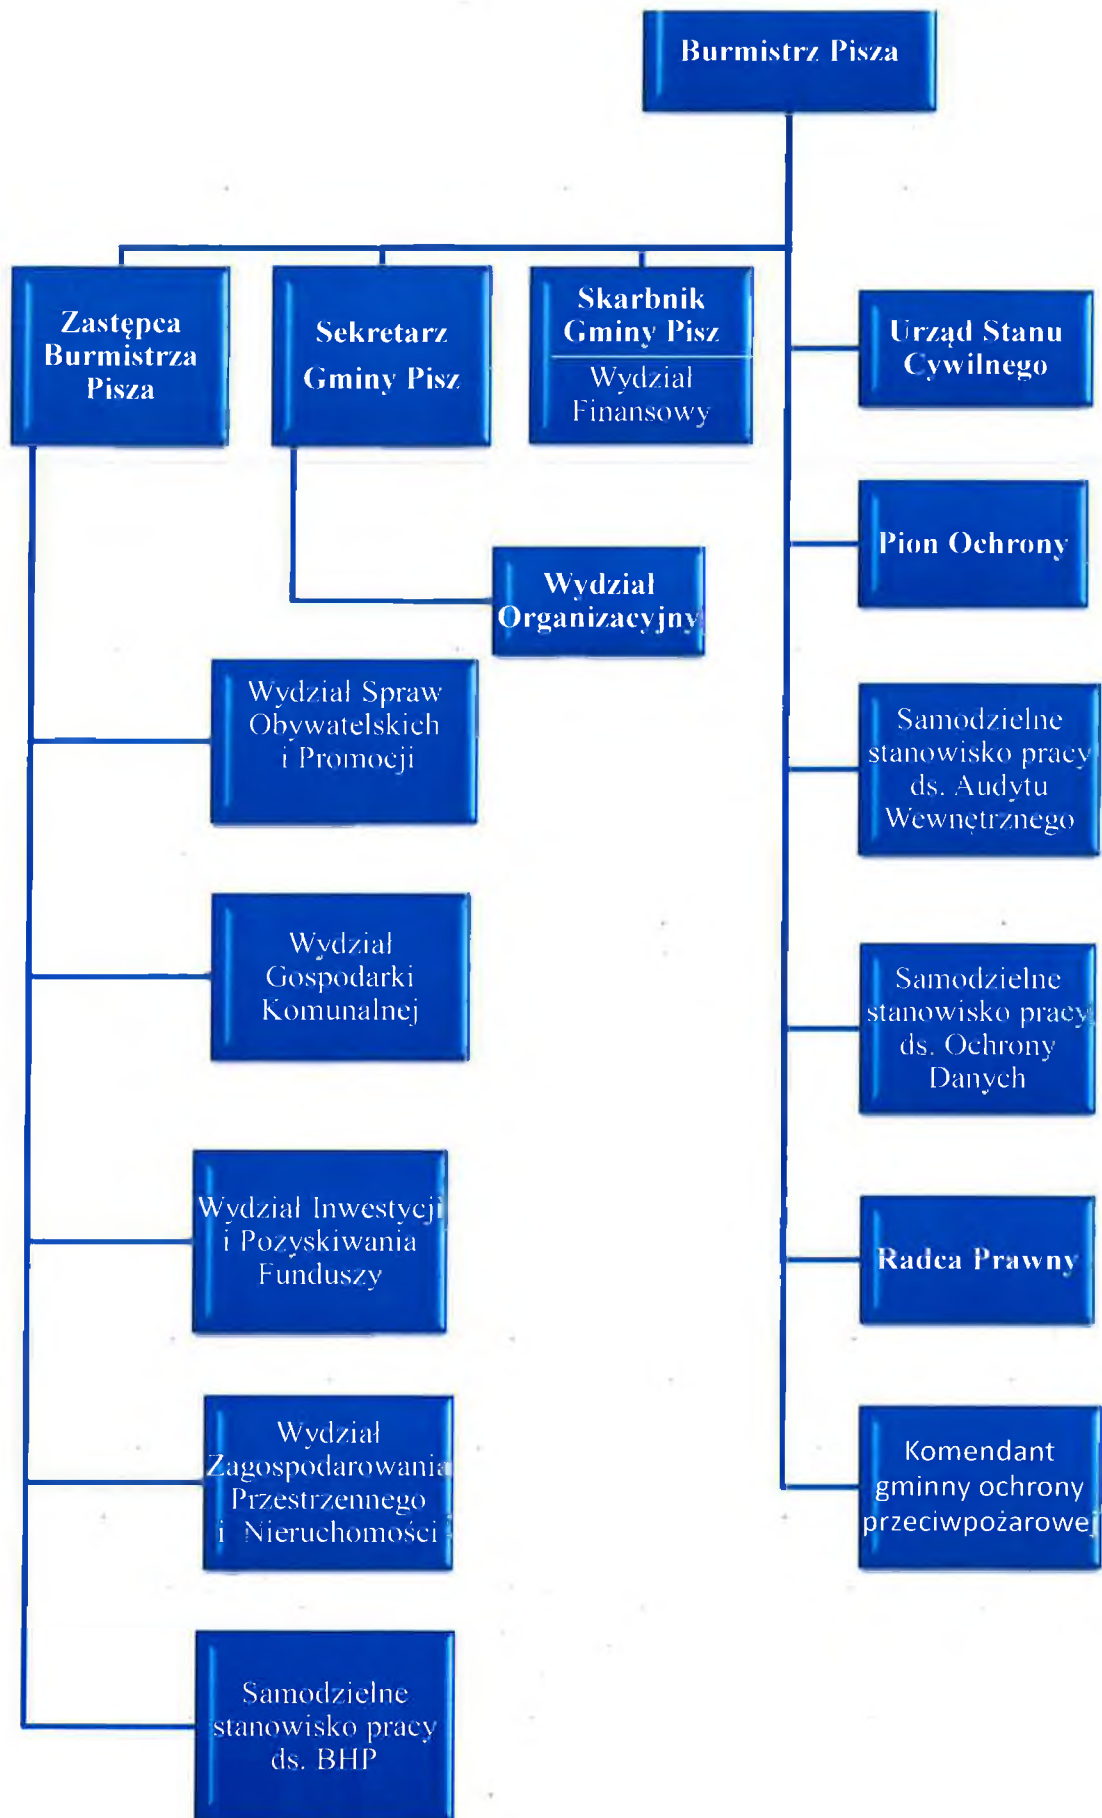 Burmistrz Pisza
Zastępca
Burmistrza
Pisza
Sekretarz
Gminy Pisz
Skarbnik
Gminy Pisz
Wydział
Finansowy
Urząd Stanu
Cywilnego
Pion Ochrony
Wydział
Organizacyjny
Wydział Spraw
Obywatelskich
i Promocji
Samodzielne
stanowisko pracy
ds. Audytu
Wewnętrznego
Wydział
Gospodarki
Komunalnej
Samodzielne
stanowisko pracy
ds. Ochrony
Danych
Wydział Inwestycji
i Pozyskiwania
Funduszy
Radca Prawny
Wydział
Zagospodarowania
Przestrzennego
i Nieruchomości
Komendant
gminny ochrony
przeciwpożarowej
Samodzielne
stanowisko pracy
ds. BHP